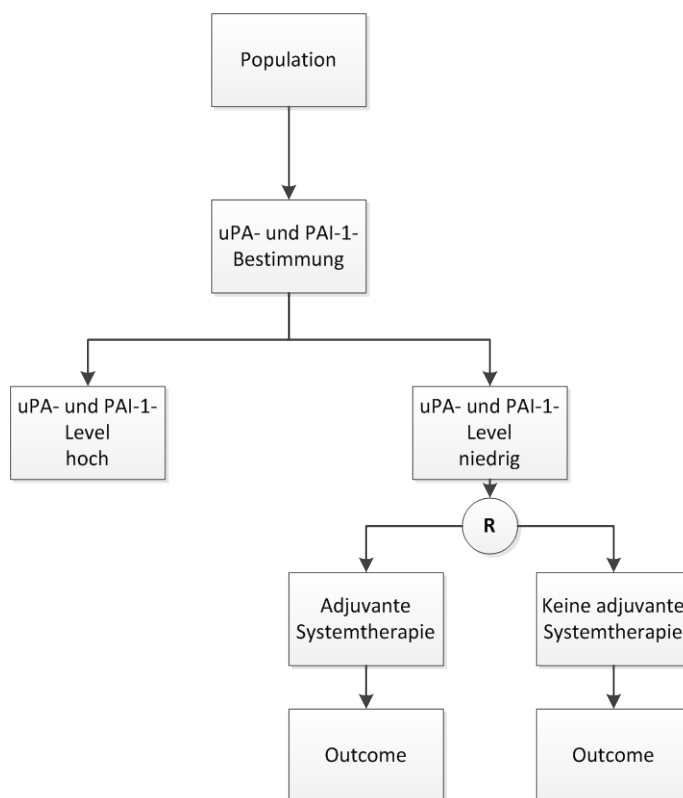 Population
uPA- und PAI-1-
Bestimmung
uPA- und PAI-1-
Level
hoch
uPA- und PAI-1-
Level
niedrig
R
Adjuvante
Systemtherapie
Keine adjuvante
Systemtherapie
Outcome
Outcome